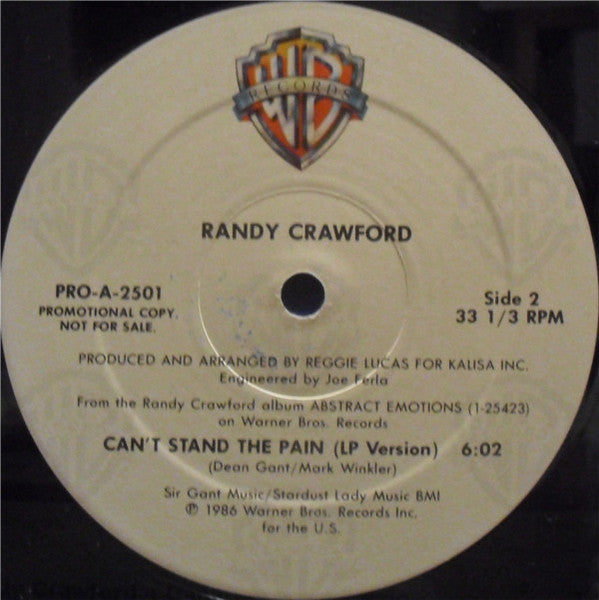 RECORDS
RANDY CRAWFORD
PRO-A-2501
PROMOTIONAL COPY.
NOT FOR SALE.
Side 2
33 1/3 RPM
PRODUCED AND ARRANGED BY REGGIE LUCAS FOR KALISA INC.
Engineered by Joe Ferla
From the Randy Crawford album ABSTRACT EMOTIONS (1-25423)
on Warner Bros. Records
CAN'T STAND THE PAIN (LP Version) 6:02
(Dean Gant/Mark Winkler)
Sir Gant Music/Stardust Lady Music BMI
℗ 1986 Warner Bros. Records Inc.
for the U.S.